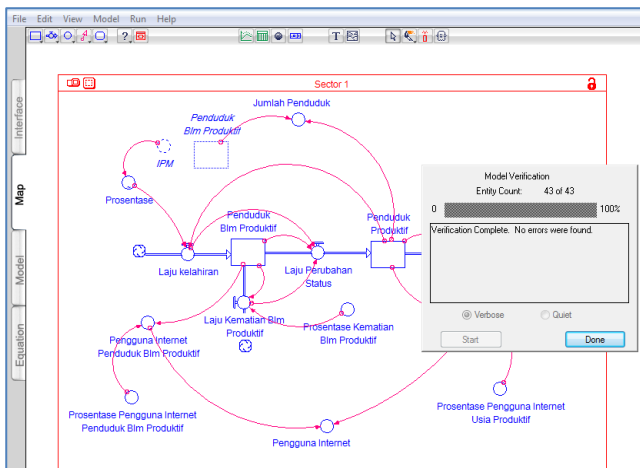 File Edit View Model Run Help
T
?
Interface
Map
Model
Equation
Sector 1
Penduduk
Blm Produktif
Jumlah Penduduk
IPM
Prosentase
Penduduk
Blm Produktif
Penduduk
Produktif
Laju kelahiran
Laju Perubahan
Status
Laju Kematian Blm
Produktif
Prosentase Kematian
Blm Produktif
Pengguna Internet
Penduduk Blm Produktif
Prosentase Pengguna Internet
Penduduk Blm Produktif
Pengguna Internet
Prosentase Pengguna Internet
Usia Produktif
Model Verification
Entity Count: 43 of 43
0 100%
Verification Complete. No errors were found.
Verbose Quiet
Start Done